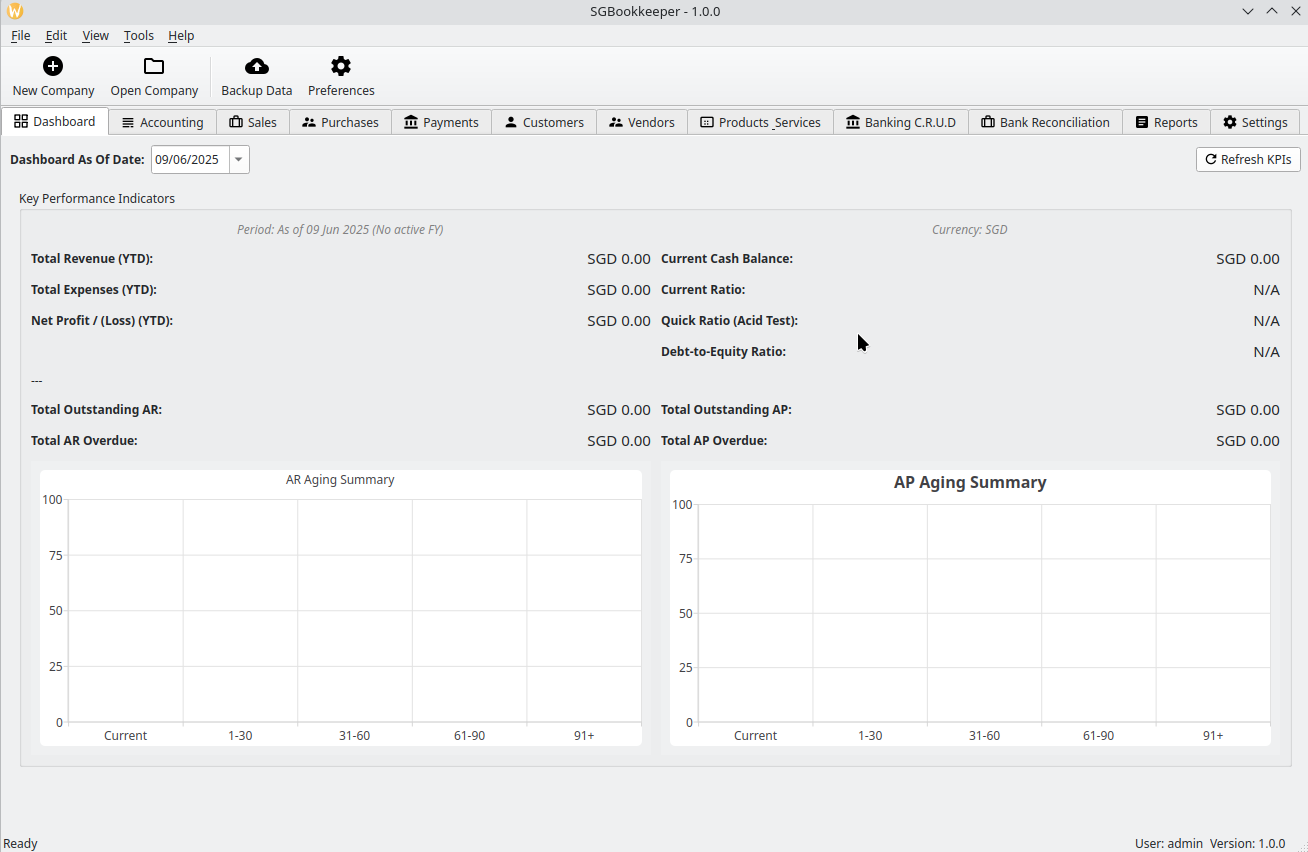 W
SGBookkeeper - 1.0.0
File Edit View Tools Help
New Company Open Company Backup Data Preferences
Dashboard Accounting Sales Purchases Payments Customers Vendors Products _Services Banking C.R.U.D Bank Reconciliation Reports Settings
Dashboard As Of Date: 09/06/2025 Refresh KPIs
Key Performance Indicators
Period: As of 09 Jun 2025 (No active FY) Currency: SGD
Total Revenue (YTD): SGD 0.00 Current Cash Balance: SGD 0.00
Total Expenses (YTD): SGD 0.00 Current Ratio: N/A
Net Profit / (Loss) (YTD): SGD 0.00 Quick Ratio (Acid Test): N/A
Debt-to-Equity Ratio: N/A
---
Total Outstanding AR: SGD 0.00 Total Outstanding AP: SGD 0.00
Total AR Overdue: SGD 0.00 Total AP Overdue: SGD 0.00
AR Aging Summary
100
75
50
25
0
Current 1-30 31-60 61-90 91+
AP Aging Summary
100
75
50
25
0
Current 1-30 31-60 61-90 91+
Ready User: admin Version: 1.0.0